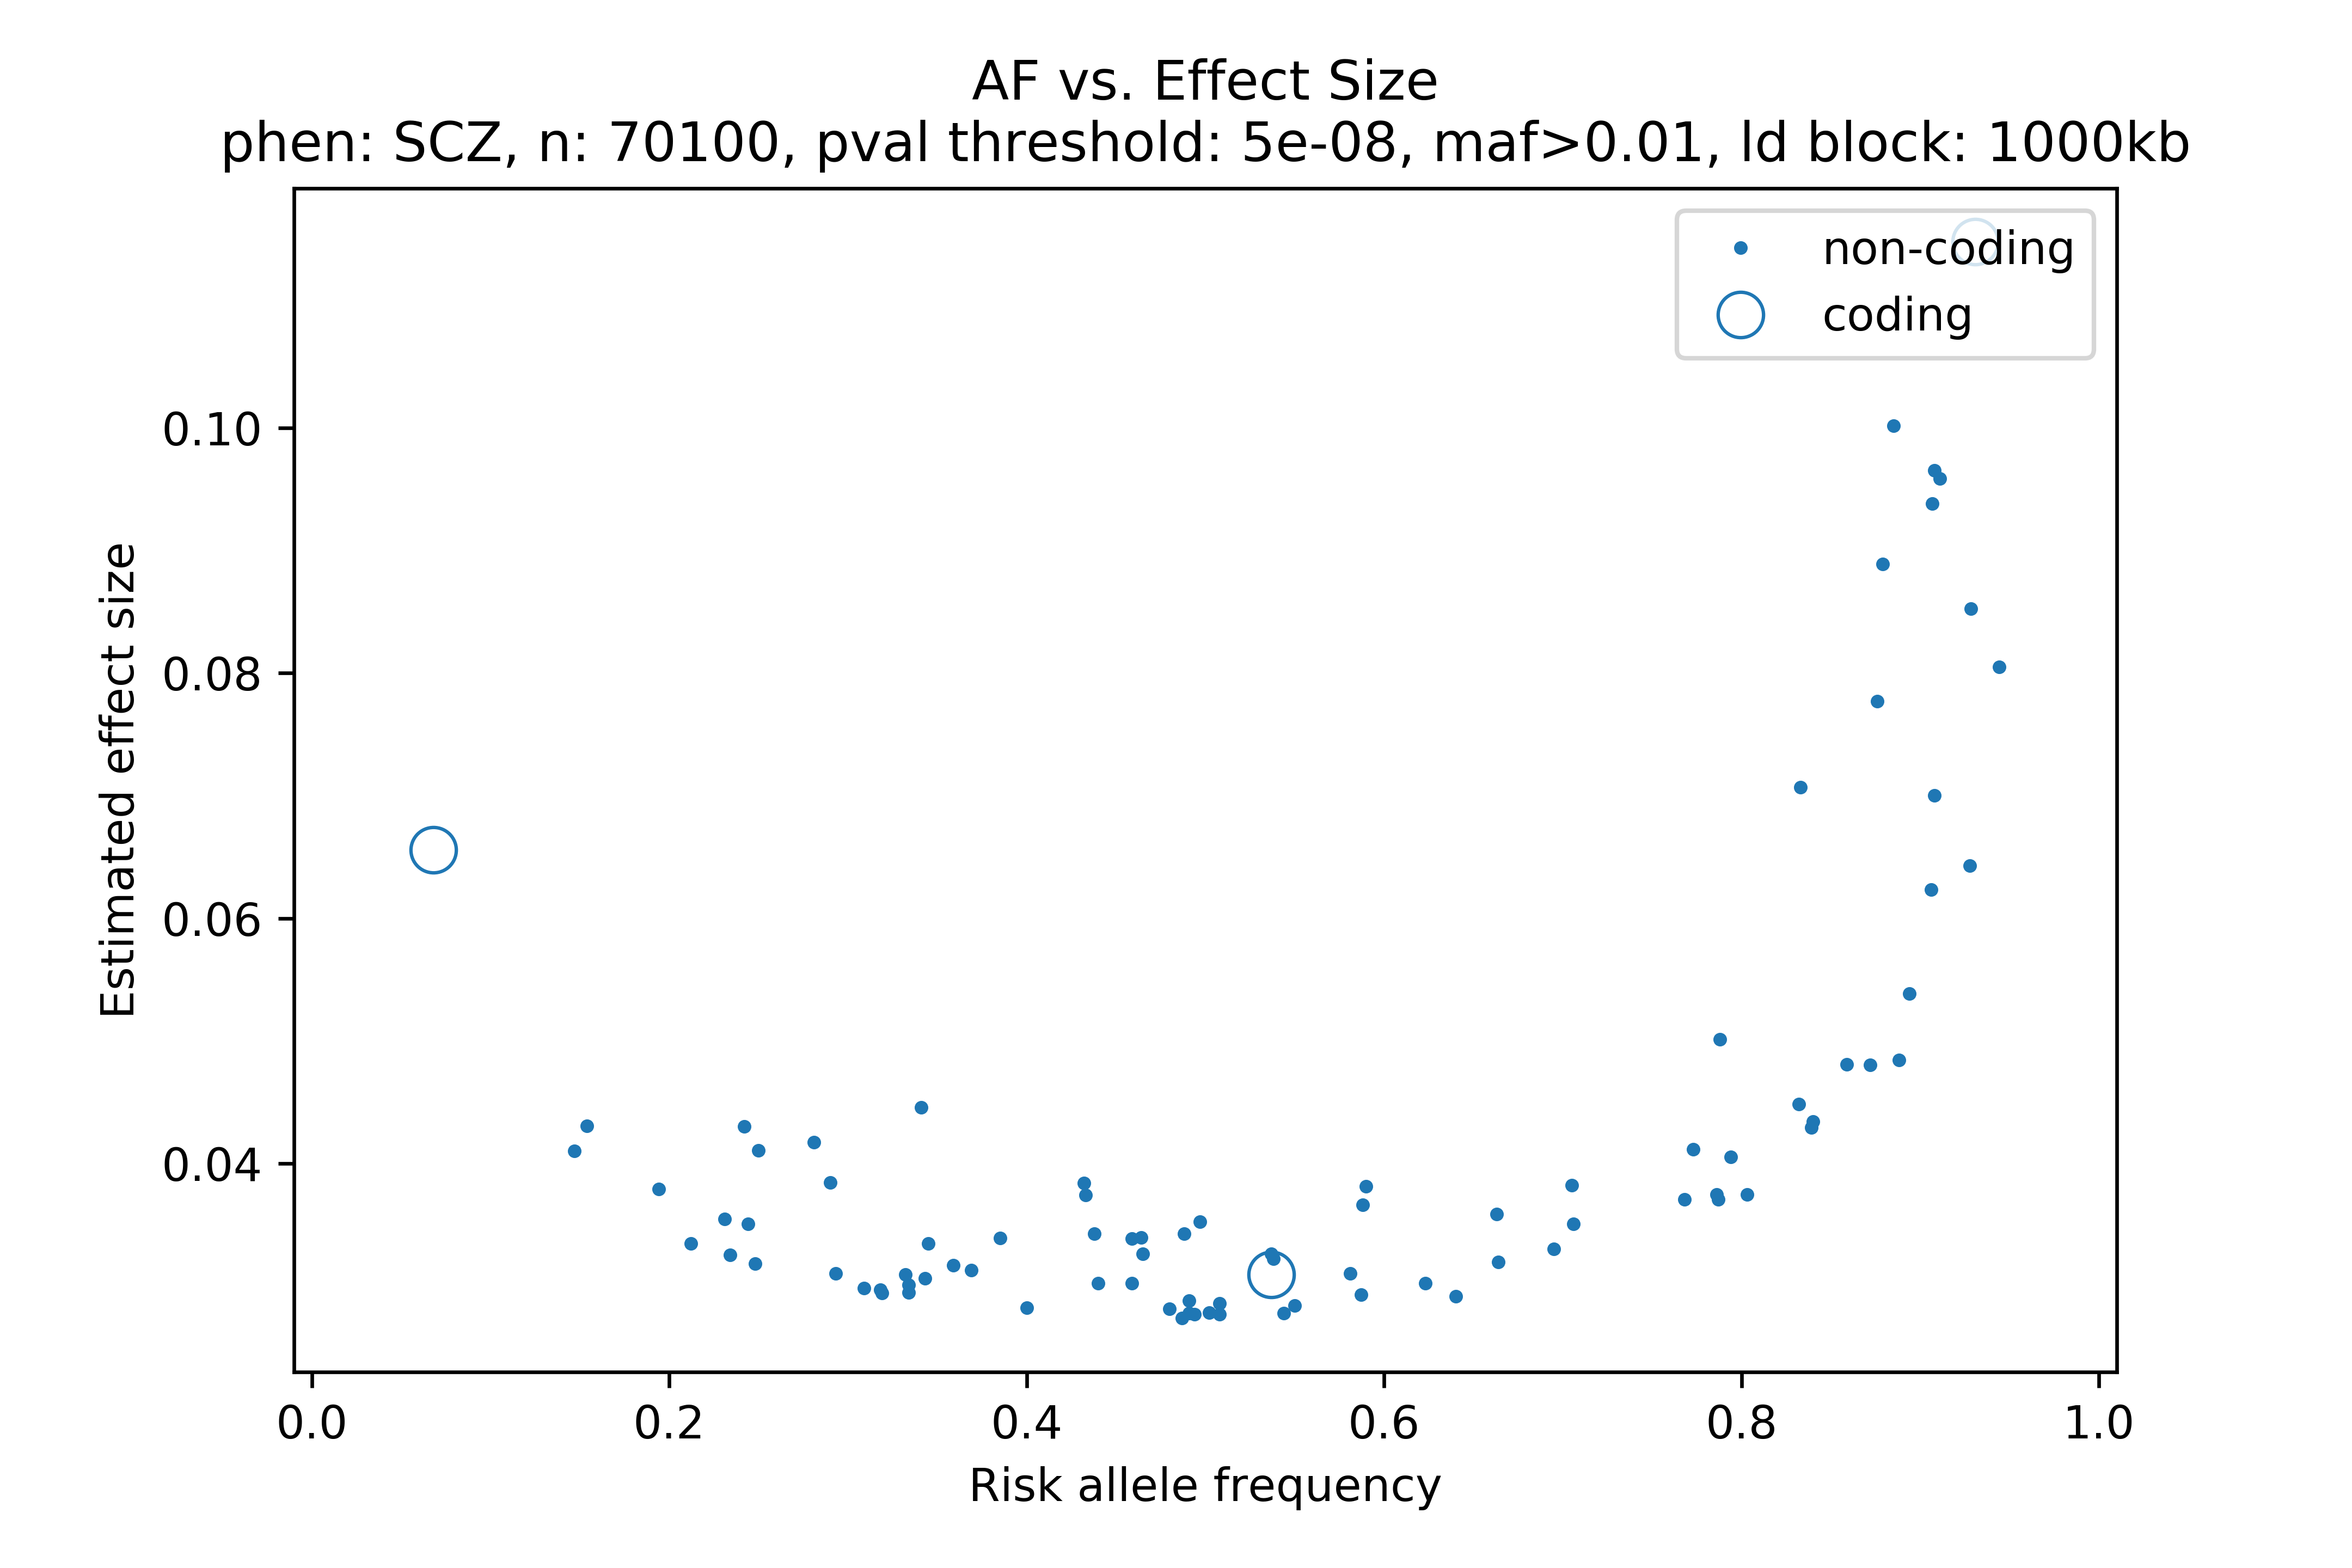 AF vs. Effect Size
phen: SCZ, n: 70100, pval threshold: 5e-08, maf>0.01, ld block: 1000kb
non-coding
coding
0.10
0.08
0.06
0.04
Estimated effect size
0.0 0.2 0.4 0.6 0.8 1.0
Risk allele frequency